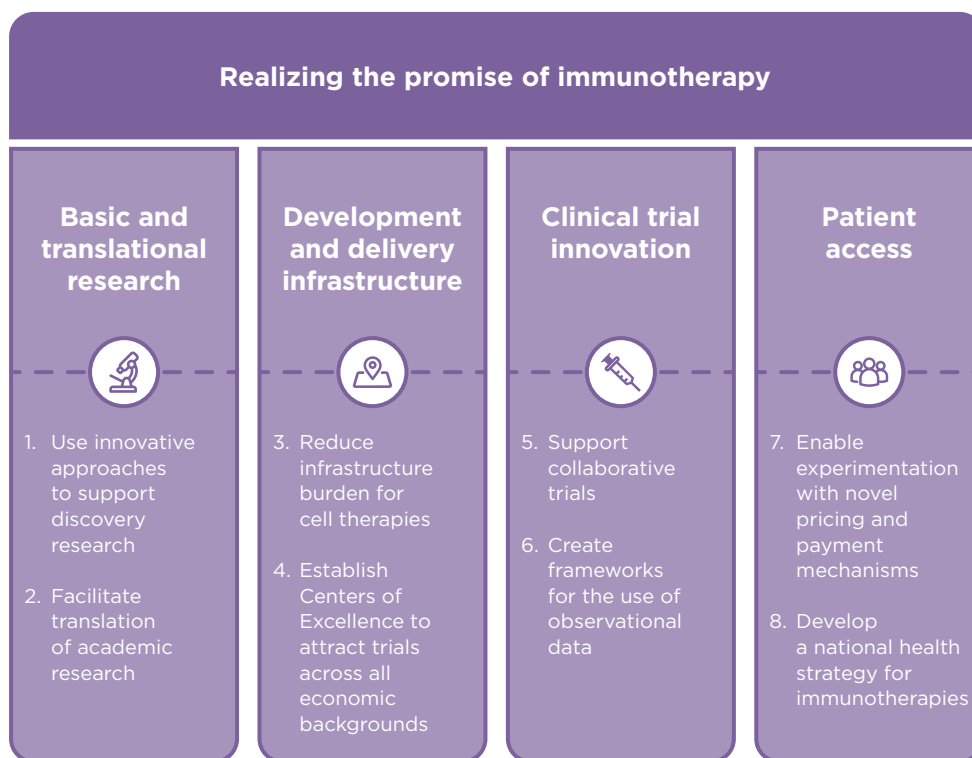 Realizing the promise of immunotherapy
Basic and
translational
research
1. Use innovative
approaches
to support
discovery
research
2. Facilitate
translation
of academic
research
Development
and delivery
infrastructure
3. Reduce
infrastructure
burden for
cell therapies
4. Establish
Centers of
Excellence to
attract trials
across all
economic
backgrounds
Clinical trial
innovation
5. Support
collaborative
trials
6. Create
frameworks
for the use of
observational
data
Patient
access
7. Enable
experimentation
with novel
pricing and
payment
mechanisms
8. Develop
a national health
strategy for
immunotherapies